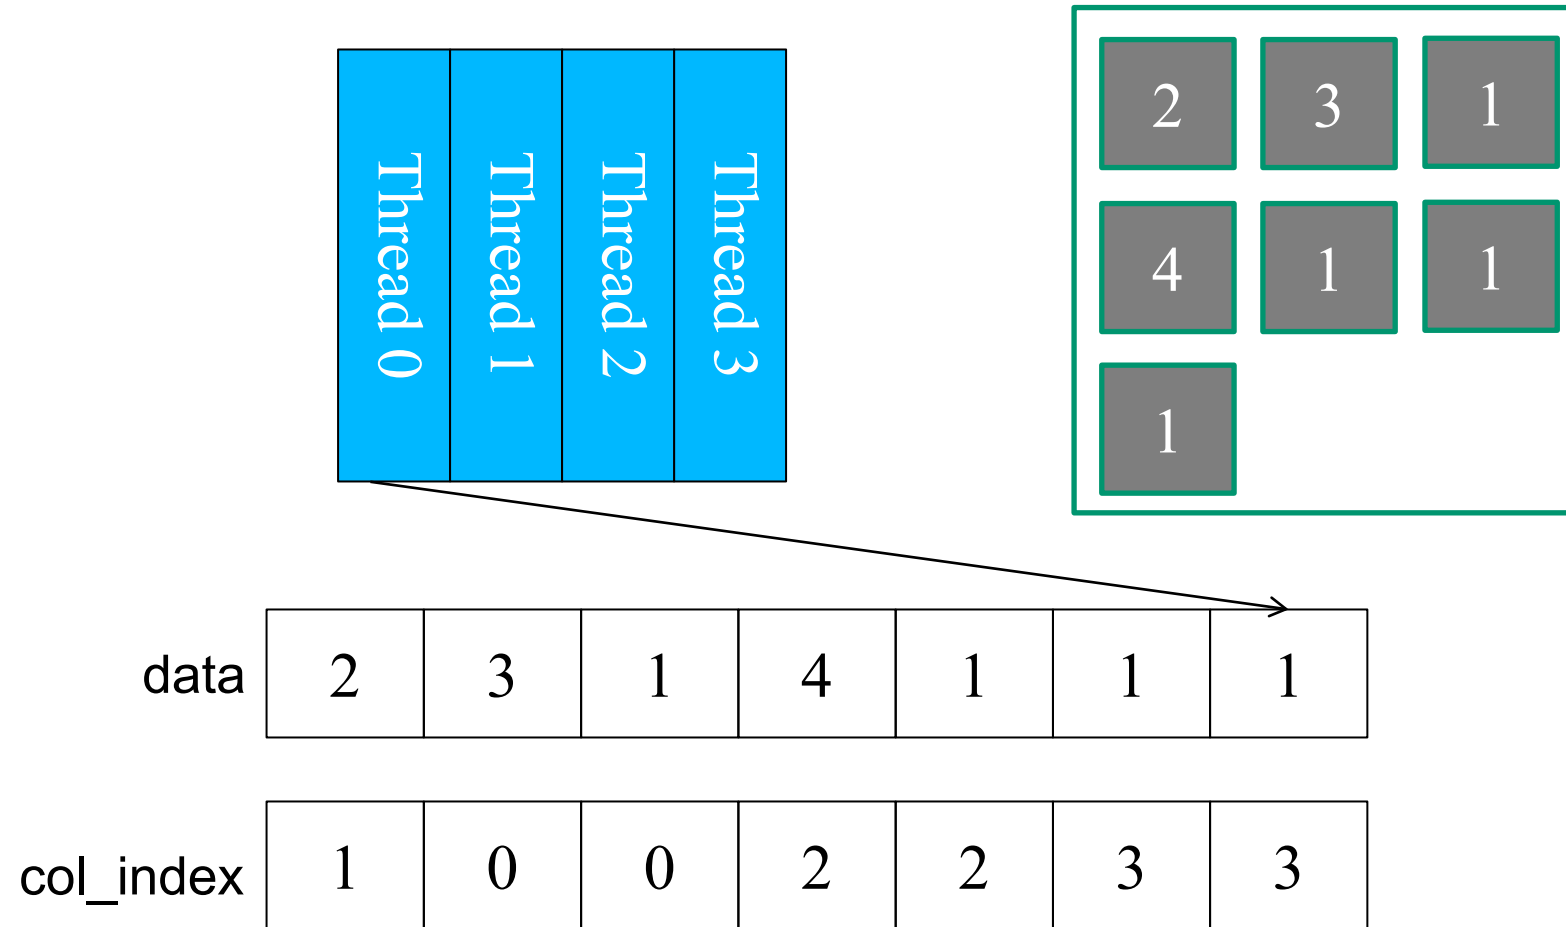 Thread 0
Thread 1
Thread 2
Thread 3
2 3 1
4 1 1
1
data 2 3 1 4 1 1 1
col_index 1 0 0 2 2 3 3